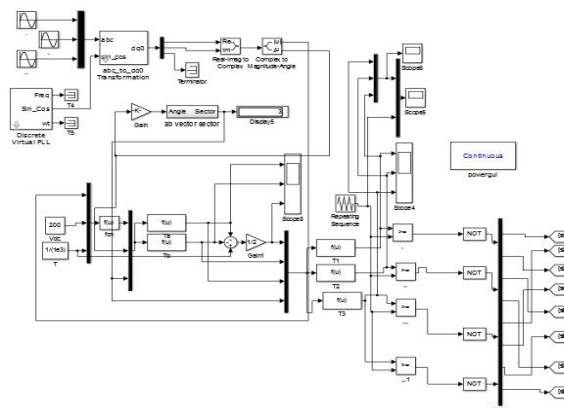 abc
sin_cos
dq0
abc_to_dq0
Transformation
Re
Im
Real-Imag to
Complex
|u|
Complex to
Magnitude-Angle
Terminator
Freq
Sin_Cos
wt
T4
T5
Discrete
Virtual PLL
Gain
Angle Sector
ab vector sector
3
Display5
Scope6
Scope5
Scope4
Continuous
powergui
Repeating
Sequence
200
Vdc
1/(1e3)
T
f(u)
fcn
f(u)
Ta
f(u)
Tb
1/2
Gain1
f(u)
T1
f(u)
T2
f(u)
T3
>=
>=
>=
>=
NOT
NOT
NOT
NOT